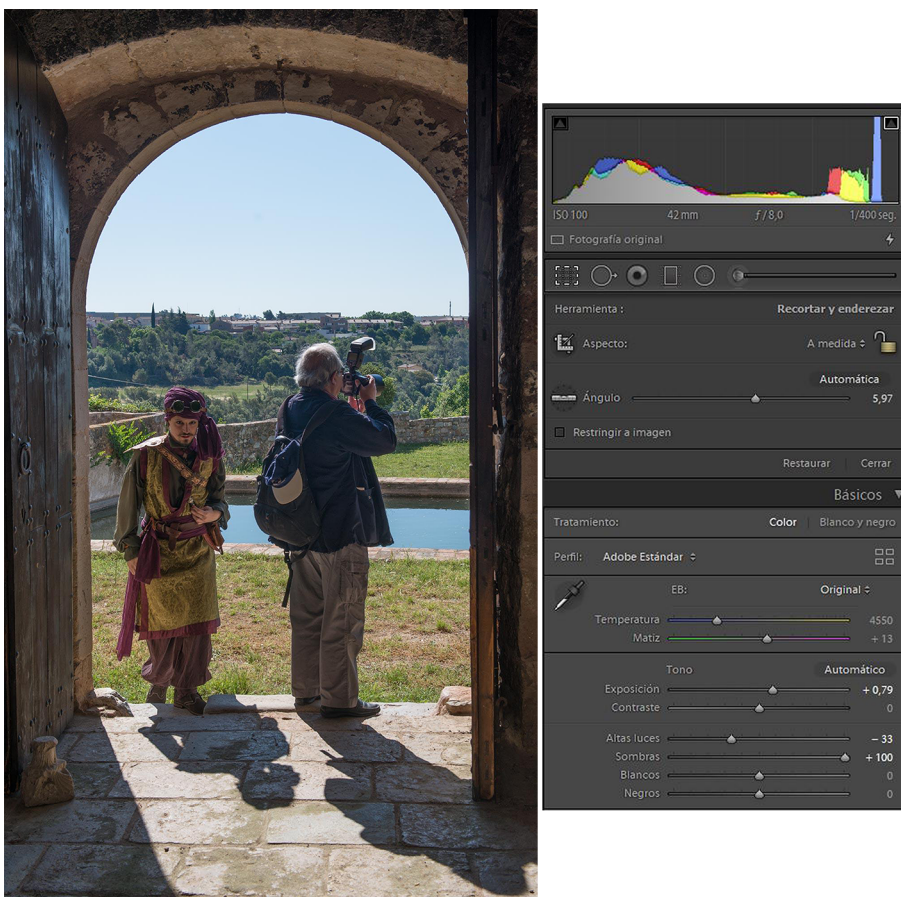 ISO 100 42 mm ƒ / 8,0 1/400 seg.
Fotografía original
Herramienta : Recortar y enderezar
Aspecto: A medida
Automática
Ángulo 5,97
Restringir a imagen
Restaurar Cerrar
Básicos
Tratamiento: Color Blanco y negro
Perfil: Adobe Estándar
EB: Original
Temperatura 4550
Matiz + 13
Tono Automático
Exposición + 0,79
Contraste 0
Altas luces − 33
Sombras + 100
Blancos 0
Negros 0